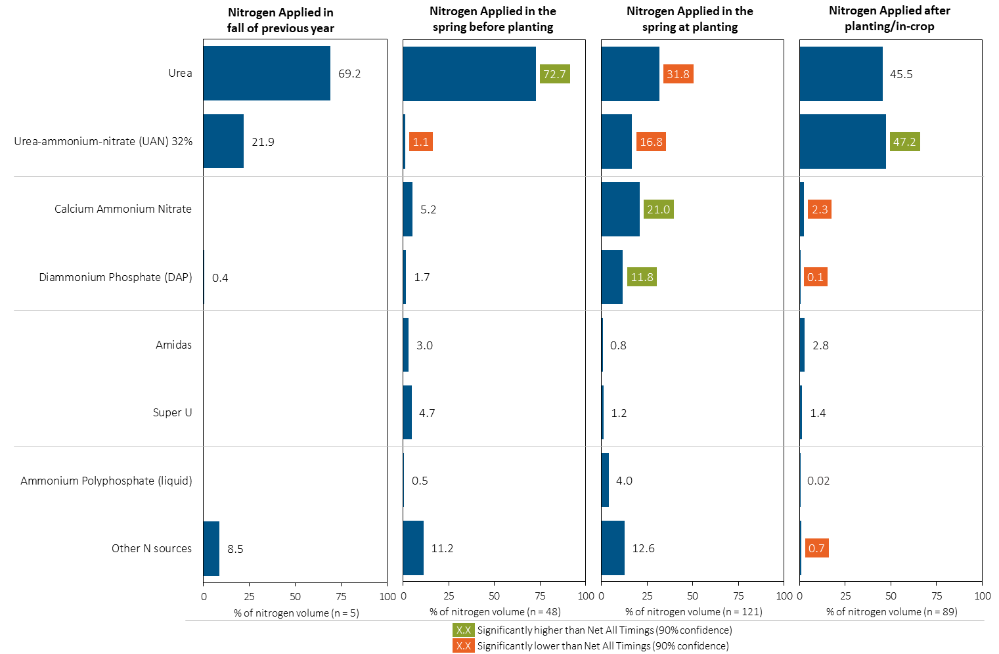 Nitrogen Applied in
fall of previous year
Nitrogen Applied in the
spring before planting
Nitrogen Applied in the
spring at planting
Nitrogen Applied after
planting/in-crop
Urea
69.2
72.7
31.8
45.5
Urea-ammonium-nitrate (UAN) 32%
21.9
1.1
16.8
47.2
Calcium Ammonium Nitrate
5.2
21.0
2.3
Diammonium Phosphate (DAP)
0.4
1.7
11.8
0.1
Amidas
3.0
0.8
2.8
Super U
4.7
1.2
1.4
Ammonium Polyphosphate (liquid)
0.5
4.0
0.02
Other N sources
8.5
11.2
12.6
0.7
0 25 50 75 100
0 25 50 75 100
0 25 50 75 100
0 25 50 75 100
% of nitrogen volume (n = 5)
% of nitrogen volume (n = 48)
% of nitrogen volume (n = 121)
% of nitrogen volume (n = 89)
X.X Significantly higher than Net All Timings (90% confidence)
X.X Significantly lower than Net All Timings (90% confidence)